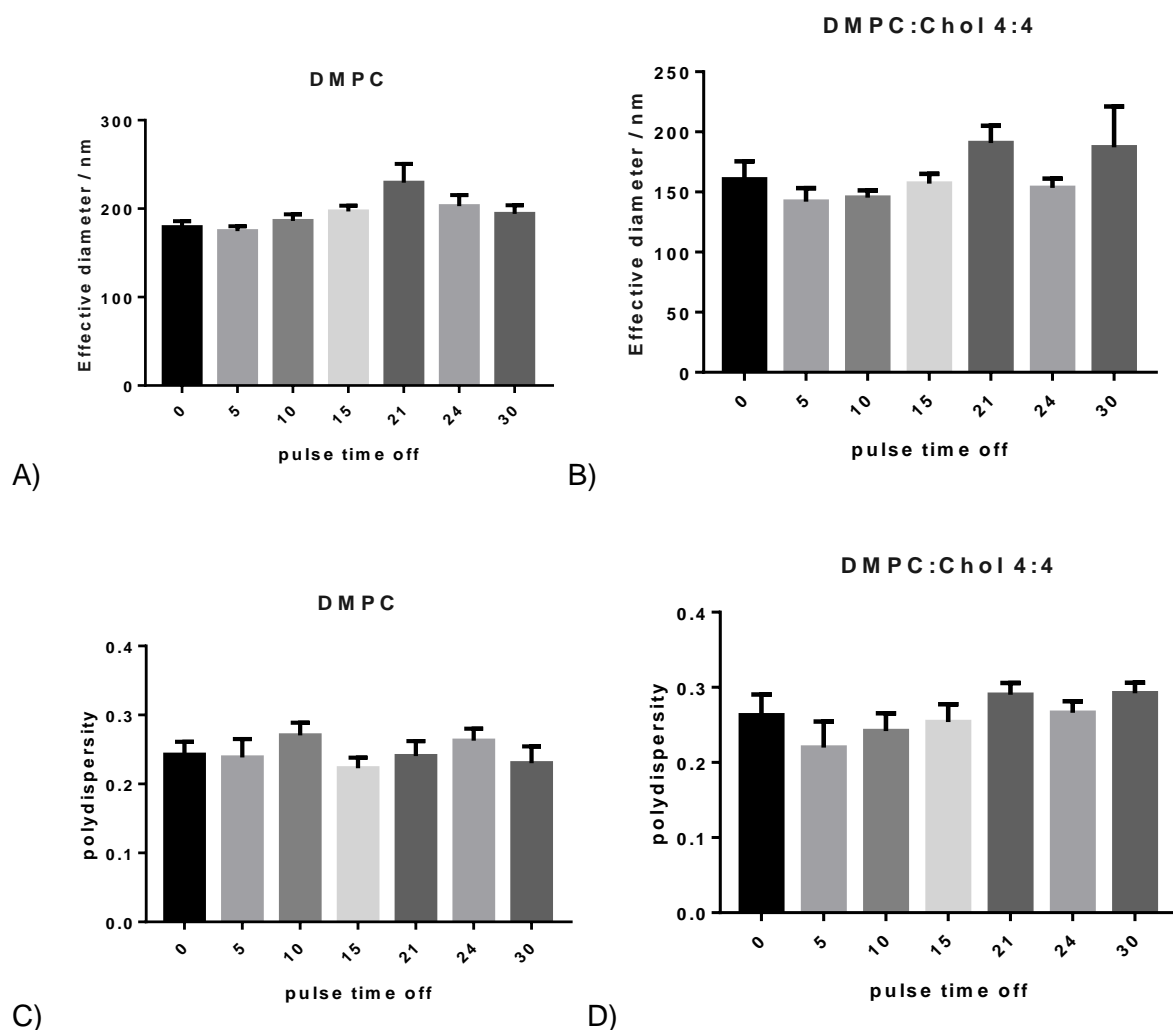 DMPC
Effective diameter / nm
300
200
100
0
0 5 10 15 21 24 30
pulse time off
A)
DMPC:Chol 4:4
Effective diameter / nm
250
200
150
100
50
0
0 5 10 15 21 24 30
pulse time off
B)
DMPC
polydispersity
0.4
0.3
0.2
0.1
0.0
0 5 10 15 21 24 30
pulse time off
C)
DMPC:Chol 4:4
polydispersity
0.4
0.3
0.2
0.1
0.0
0 5 10 15 21 24 30
pulse time off
D)